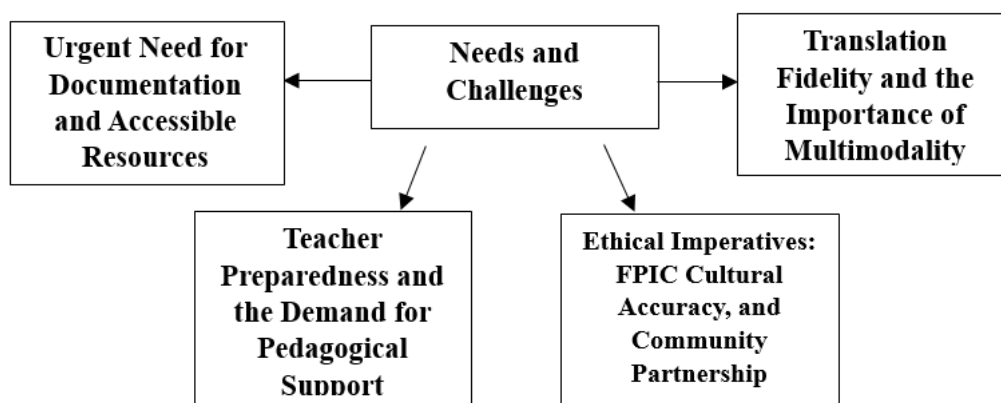 Urgent Need for
Documentation
and Accessible
Resources
Needs and
Challenges
Translation
Fidelity and the
Importance of
Multimodality
Teacher
Preparedness and
the Demand for
Pedagogical
Support
Ethical Imperatives:
FPIC Cultural
Accuracy, and
Community
Partnership